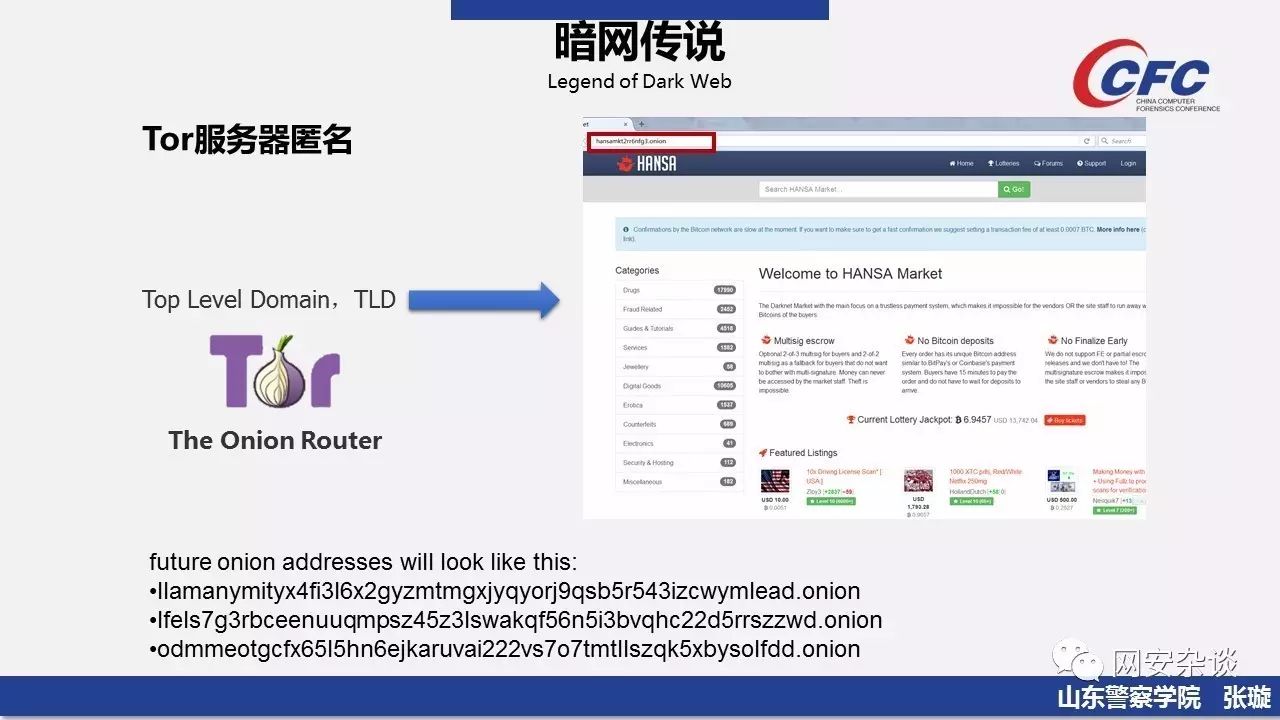 暗网传说
Legend of Dark Web
CFC
CHINA COMPUTER
FORENSICS CONFERENCE
Tor服务器匿名
Top Level Domain，TLD
Tor
The Onion Router
hansamkt2rr6nfg3.onion
Search
HANSA
Home Lotteries Forums Support Login
Search HANSA Market...
Go!
Confirmations by the Bitcoin network are slow at the moment. If you want to make sure to get a fast confirmation we suggest setting a transaction fee of at least 0.0007 BTC. More info here (c
link).
Categories
Drugs 17990
Fraud Related 2452
Guides & Tutorials 4518
Services 1582
Jewellery
Digital Goods 10605
Erotica 1537
Counterfeits
Electronics 41
Security & Hosting 112
Miscellaneous 182
Welcome to HANSA Market
The Darknet Market with the main focus on a trustless payment system, which makes it impossible for the vendors OR the site staff to run away w
Bitcoins of the buyers.
Multisig escrow
Optional 2-of-3 multisig for buyers and 2-of-2
multisig as a fallback for buyers that do not want
to bother with multi-signature. Money can never
be accessed by the market staff. Theft is
impossible.
No Bitcoin deposits
Every order has its unique Bitcoin address
similar to BitPay's or Coinbase's payment
system. Buyers have 15 minutes to pay the
order and do not have to wait for deposits to
arrive.
No Finalize Early
We do not support FE or partial escro
releases and we don't have to! The
multisignature escrow makes it impos
the site staff or vendors to steal any B
Current Lottery Jackpot: 6.9457 USD 13,742.04 Buy tickets
Featured Listings
10x Driving License Scan* [
USA ]
USD 10.00
1000 XTC pills, Red/White
Netflix 250mg
HollandDutch
USD
1,790.28
Making Money with
+ Using Fullz to pro
scans for verificatio
USD 500.00
future onion addresses will look like this:
•llamanymityx4fi3l6x2gyzmtmgxjyqyorj9qsb5r543izcwymlead.onion
•lfels7g3rbceenuuqmpsz45z3lswakqf56n5i3bvqhc22d5rrszzwd.onion
•odmmeotgcfx65l5hn6ejkaruvai222vs7o7tmtllszqk5xbysolfdd.onion
网安杂谈
山东警察学院 张璇